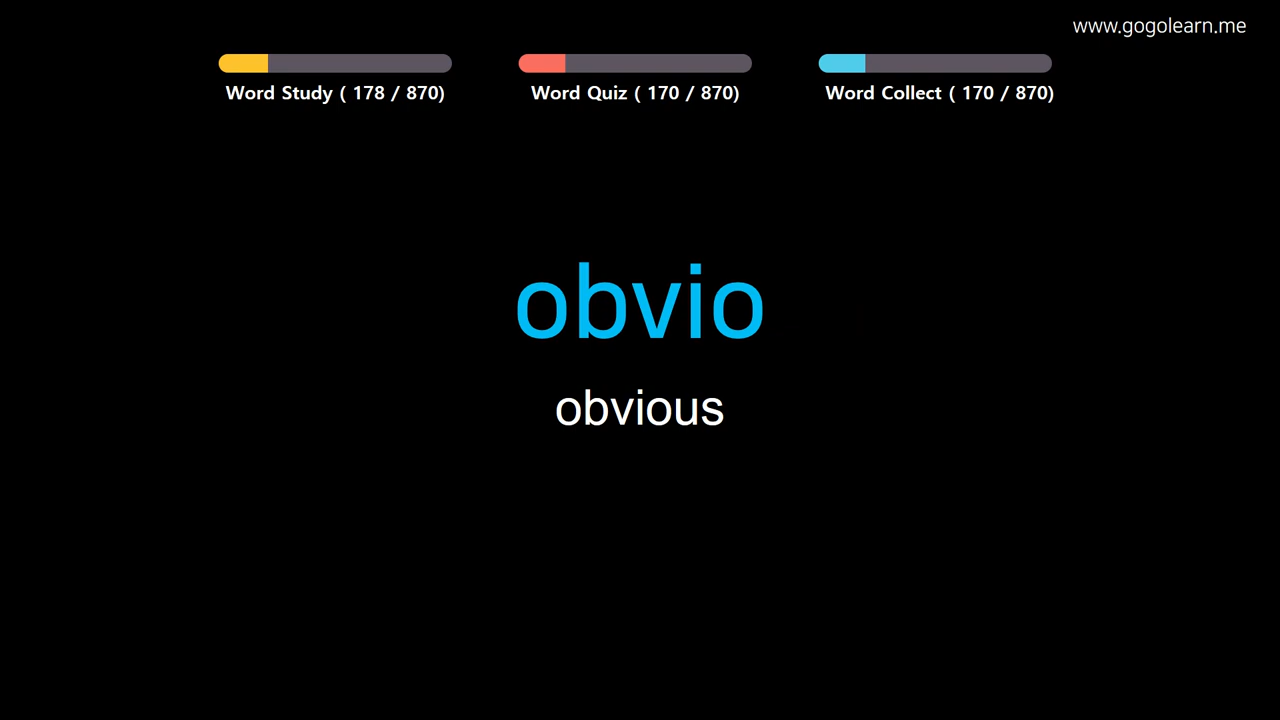 www.gogolearn.me
Word Study ( 178 / 870)
Word Quiz ( 170 / 870)
Word Collect ( 170 / 870)
obvio
obvious